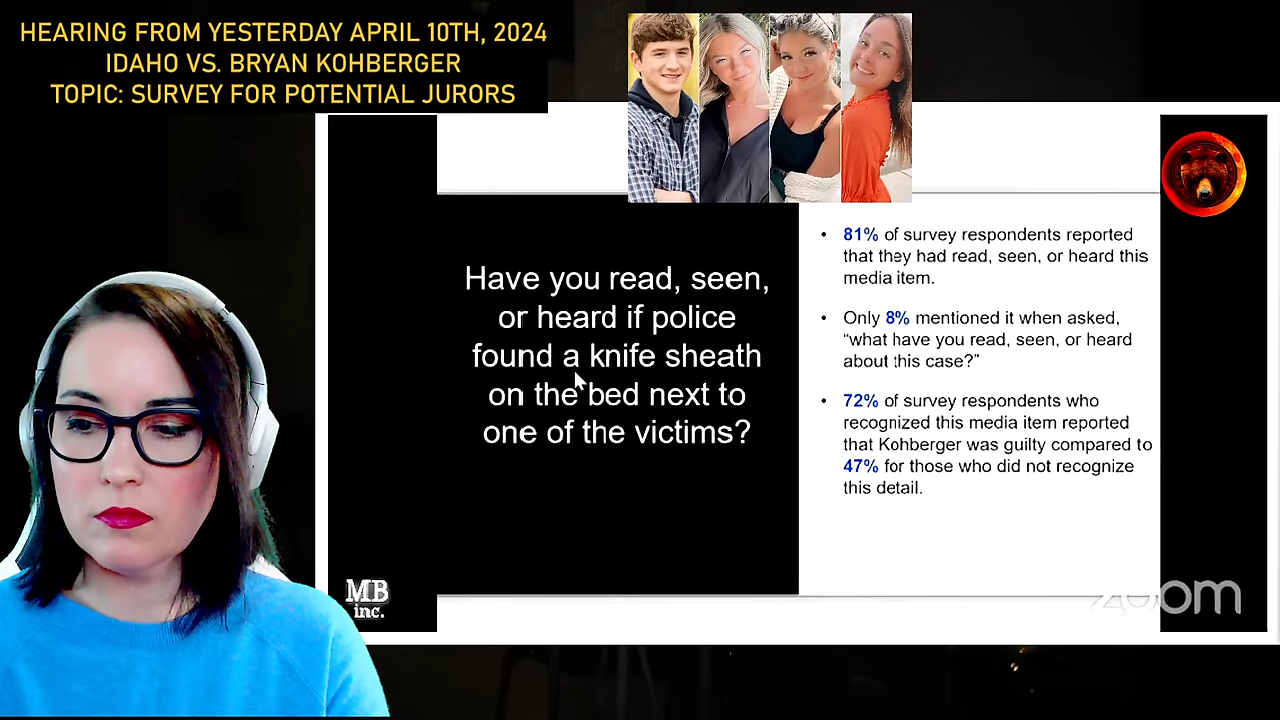 HEARING FROM YESTERDAY APRIL 10TH, 2024
IDAHO VS. BRYAN KOHBERGER
TOPIC: SURVEY FOR POTENTIAL JURORS
Have you read, seen,
or heard if police
found a knife sheath
on the bed next to
one of the victims?
• 81% of survey respondents reported
that they had read, seen, or heard this
media item.
• Only 8% mentioned it when asked,
“what have you read, seen, or heard
about this case?”
• 72% of survey respondents who
recognized this media item reported
that Kohberger was guilty compared to
47% for those who did not recognize
this detail.
MB
inc.
zoom